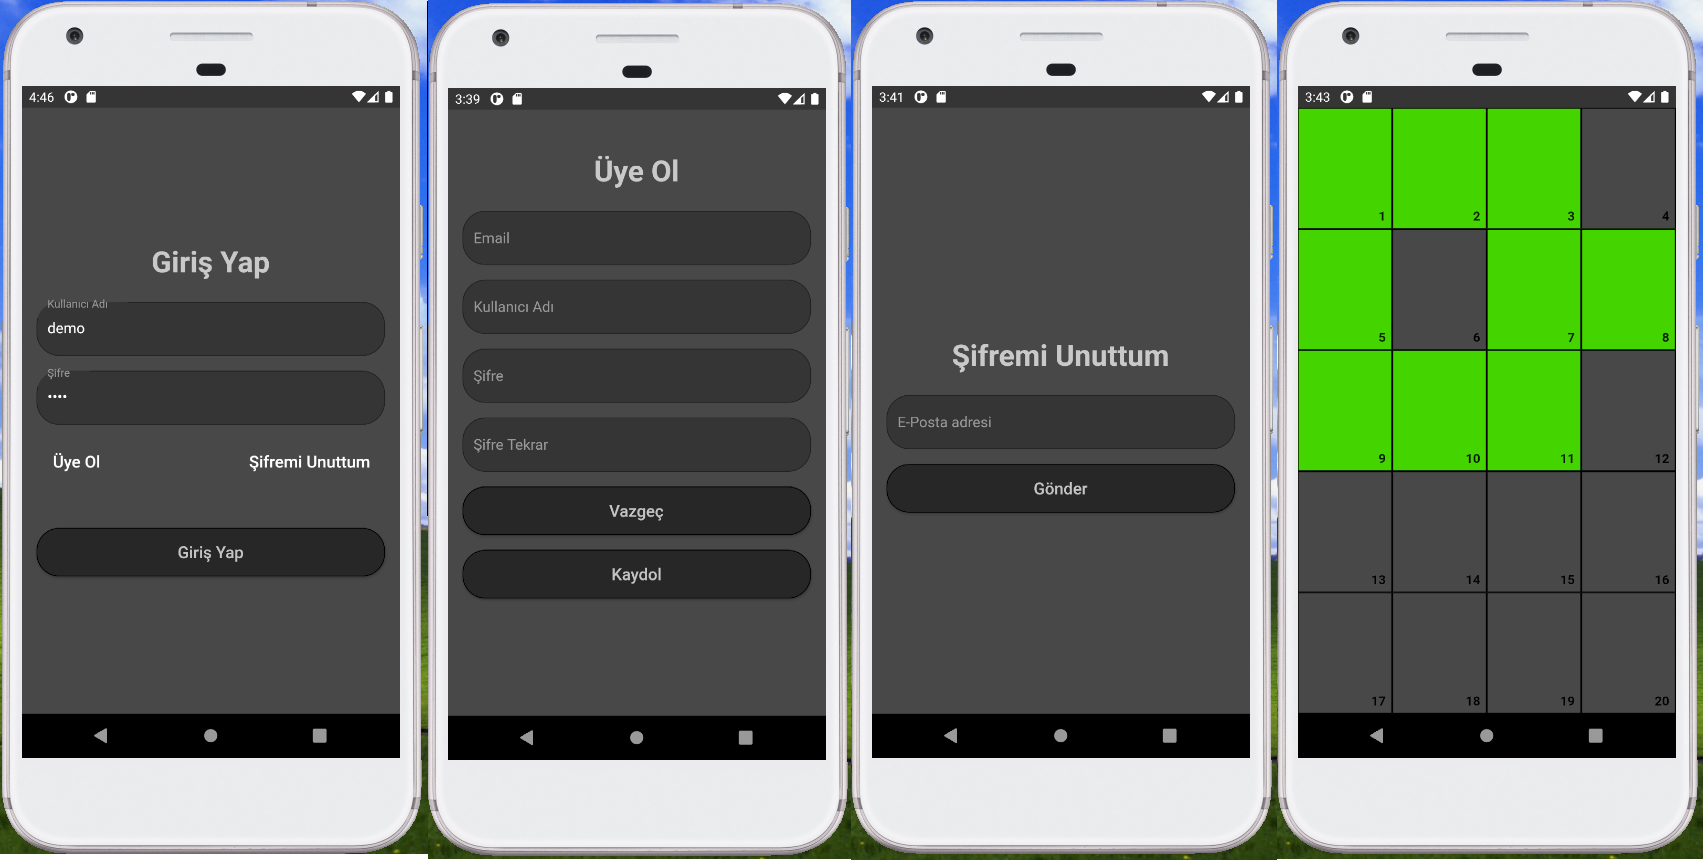 4:46
Giriş Yap
Kullanıcı Adı
demo
Şifre
••••
Üye Ol
Şifremi Unuttum
Giriş Yap
3:39
Üye Ol
Email
Kullanıcı Adı
Şifre
Şifre Tekrar
Vazgeç
Kaydol
3:41
Şifremi Unuttum
E-Posta adresi
Gönder
3:43
1 2 3 4
5 6 7 8
9 10 11 12
13 14 15 16
17 18 19 20